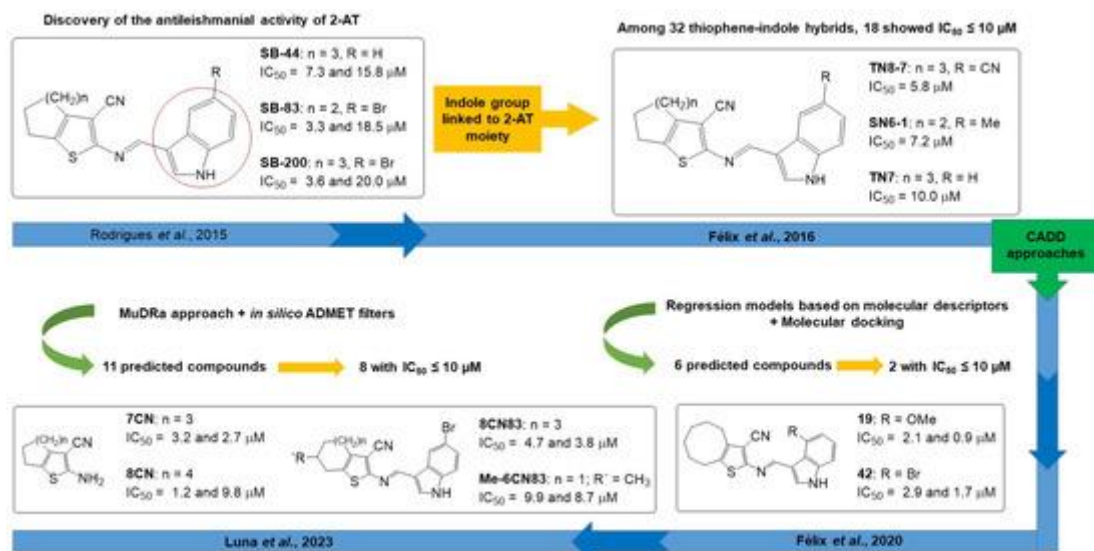 Discovery of the antileishmanial activity of 2-AT
SB-44: n = 3, R = H
IC50 = 7.3 and 15.8 µM
SB-83: n = 2, R = Br
IC50 = 3.3 and 18.5 µM
SB-200: n = 3, R = Br
IC50 = 3.6 and 20.0 µM
(CH2)n
CN
S
N
R
NH
Indole group
linked to 2-AT
moiety
Among 32 thiophene-indole hybrids, 18 showed IC50 ≤ 10 µM
(CH2)n
CN
S
N
R
NH
TN8-7: n = 3, R = CN
IC50 = 5.8 µM
SN6-1: n = 2, R = Me
IC50 = 7.2 µM
TN7: n = 3, R = H
IC50 = 10.0 µM
Rodrigues et al., 2015
Félix et al., 2016
CADD
approaches
MuDRa approach + in silico ADMET filters
11 predicted compounds
8 with IC50 ≤ 10 µM
Regression models based on molecular descriptors
+ Molecular docking
6 predicted compounds
2 with IC50 ≤ 10 µM
(CH2)n
CN
S
NH2
7CN: n = 3
IC50 = 3.2 and 2.7 µM
8CN: n = 4
IC50 = 1.2 and 9.8 µM
(CH2)n
CN
R
S
N
Br
NH
8CN83: n = 3
IC50 = 4.7 and 3.8 µM
Me-6CN83: n = 1; R´ = CH3
IC50 = 9.9 and 8.7 µM
CN
S
N
R
NH
19: R = OMe
IC50 = 2.1 and 0.9 µM
42: R = Br
IC50 = 2.9 and 1.7 µM
Luna et al., 2023
Félix et al., 2020